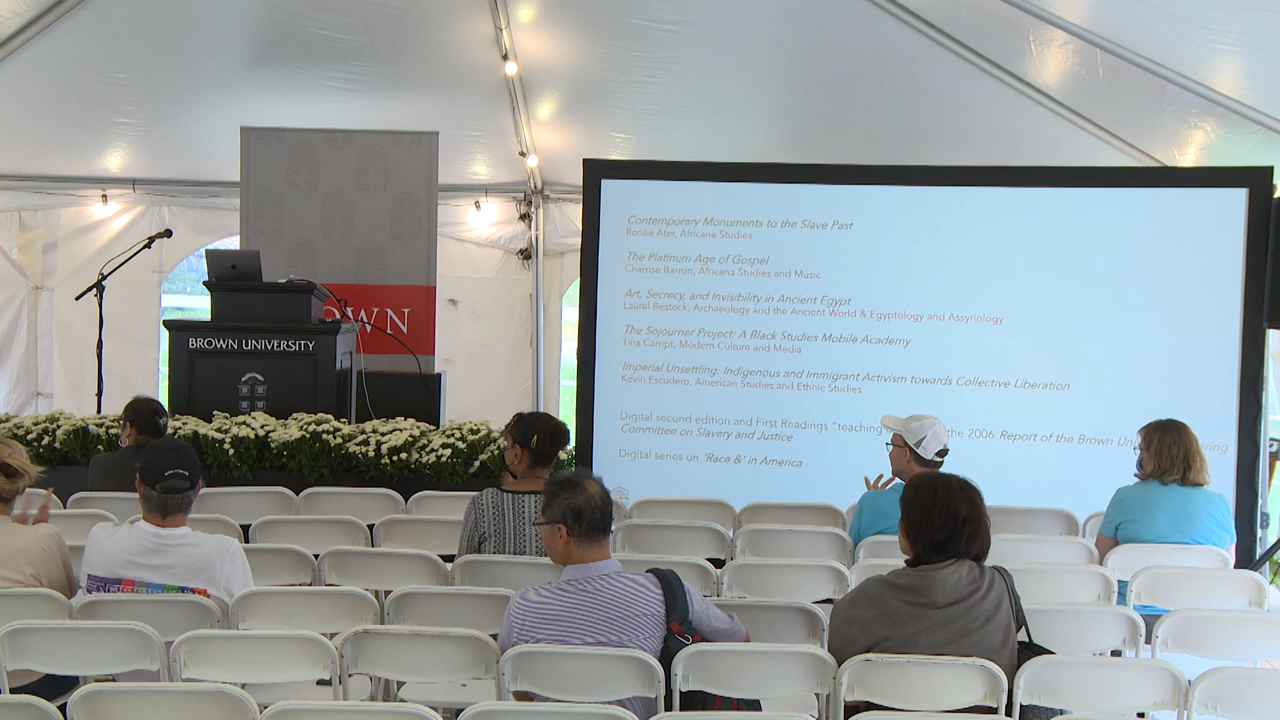 Contemporary Monuments to the Slave Past
Renée Ater, Africana Studies
The Platinum Age of Gospel
Charrise Barron, Africana Studies and Music
Art, Secrecy, and Invisibility in Ancient Egypt
Laurel Bestock, Archaeology and the Ancient World & Egyptology and Assyriology
The Sojourner Project: A Black Studies Mobile Academy
Tina Campt, Modern Culture and Media
Imperial Unsettling: Indigenous and Immigrant Activism towards Collective Liberation
Kevin Escudero, American Studies and Ethnic Studies
Digital second edition and First Readings "teaching the 2006 Report of the Brown
Committee on Slavery and Justice
Digital series on 'Race &' in America
OWN
BROWN UNIVERSITY